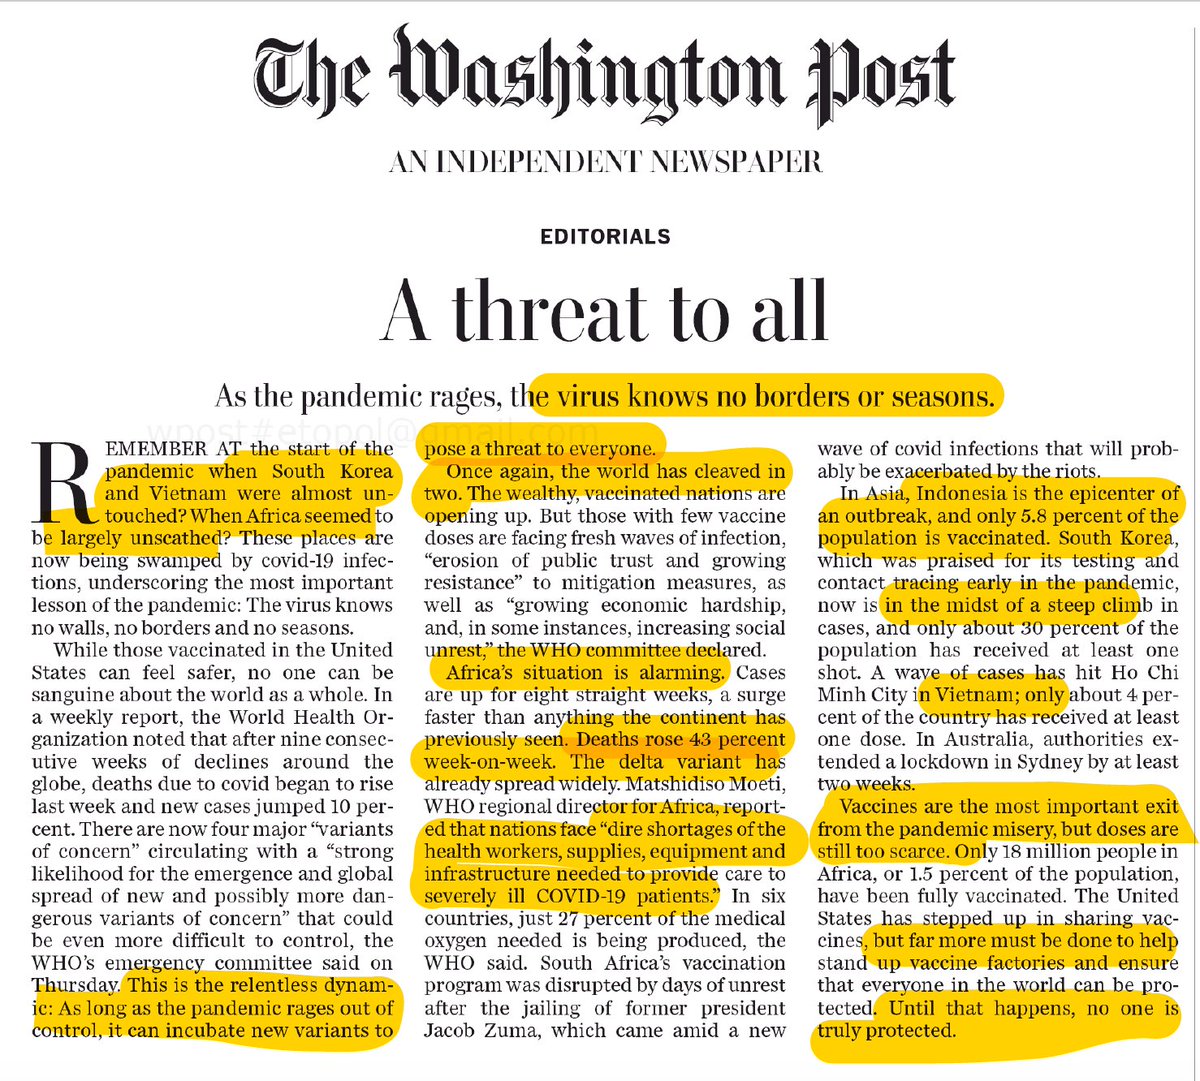 The Washington Post
AN INDEPENDENT NEWSPAPER
EDITORIALS
A threat to all
As the pandemic rages, the virus knows no borders or seasons.
wpost#etopol@gmail.com
REMEMBER AT the start of the
pandemic when South Korea
and Vietnam were almost un-
touched? When Africa seemed to
be largely unscathed? These places are
now being swamped by covid-19 infec-
tions, underscoring the most important
lesson of the pandemic: The virus knows
no walls, no borders and no seasons.
While those vaccinated in the United
States can feel safer, no one can be
sanguine about the world as a whole. In
a weekly report, the World Health Or-
ganization noted that after nine consec-
utive weeks of declines around the
globe, deaths due to covid began to rise
last week and new cases jumped 10 per-
cent. There are now four major “variants
of concern” circulating with a “strong
likelihood for the emergence and global
spread of new and possibly more dan-
gerous variants of concern” that could
be even more difficult to control, the
WHO’s emergency committee said on
Thursday. This is the relentless dynam-
ic: As long as the pandemic rages out of
control, it can incubate new variants to
pose a threat to everyone.
Once again, the world has cleaved in
two. The wealthy, vaccinated nations are
opening up. But those with few vaccine
doses are facing fresh waves of infection,
“erosion of public trust and growing
resistance” to mitigation measures, as
well as “growing economic hardship,
and, in some instances, increasing social
unrest,” the WHO committee declared.
Africa’s situation is alarming. Cases
are up for eight straight weeks, a surge
faster than anything the continent has
previously seen. Deaths rose 43 percent
week-on-week. The delta variant has
already spread widely. Matshidiso Moeti,
WHO regional director for Africa, report-
ed that nations face “dire shortages of the
health workers, supplies, equipment and
infrastructure needed to provide care to
severely ill COVID-19 patients.” In six
countries, just 27 percent of the medical
oxygen needed is being produced, the
WHO said. South Africa’s vaccination
program was disrupted by days of unrest
after the jailing of former president
Jacob Zuma, which came amid a new
wave of covid infections that will prob-
ably be exacerbated by the riots.
In Asia, Indonesia is the epicenter of
an outbreak, and only 5.8 percent of the
population is vaccinated. South Korea,
which was praised for its testing and
contact tracing early in the pandemic,
now is in the midst of a steep climb in
cases, and only about 30 percent of the
population has received at least one
shot. A wave of cases has hit Ho Chi
Minh City in Vietnam; only about 4 per-
cent of the country has received at least
one dose. In Australia, authorities ex-
tended a lockdown in Sydney by at least
two weeks.
Vaccines are the most important exit
from the pandemic misery, but doses are
still too scarce. Only 18 million people in
Africa, or 1.5 percent of the population,
have been fully vaccinated. The United
States has stepped up in sharing vac-
cines, but far more must be done to help
stand up vaccine factories and ensure
that everyone in the world can be pro-
tected. Until that happens, no one is
truly protected.